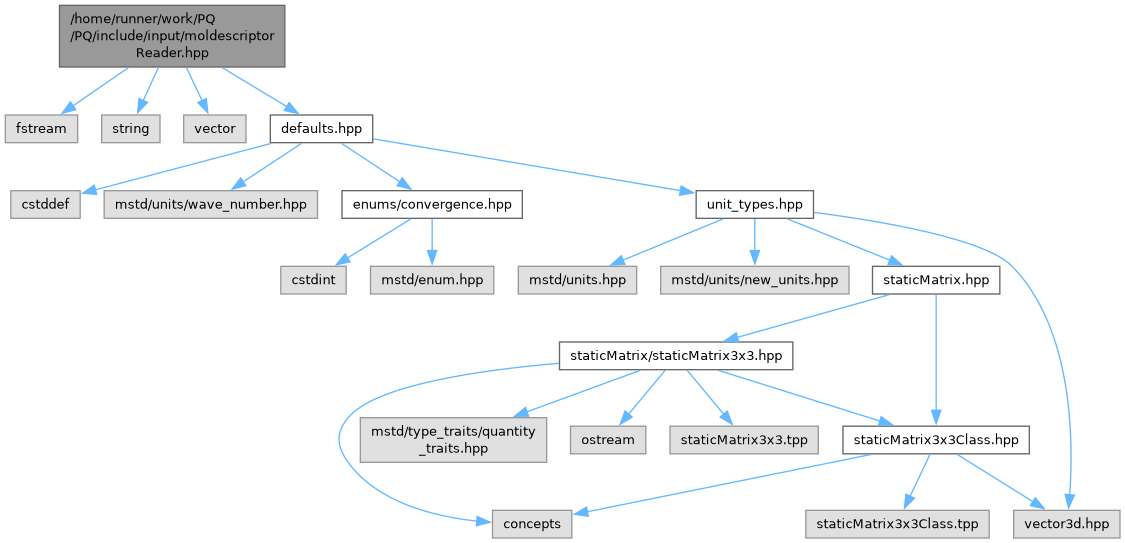 /home/runner/work/PQ
/PQ/include/input/moldescriptor
Reader.hpp
fstream
string
vector
defaults.hpp
cstddef
mstd/units/wave_number.hpp
enums/convergence.hpp
unit_types.hpp
cstdint
mstd/enum.hpp
mstd/units.hpp
mstd/units/new_units.hpp
staticMatrix.hpp
staticMatrix/staticMatrix3x3.hpp
mstd/type_traits/quantity
_traits.hpp
ostream
staticMatrix3x3.tpp
staticMatrix3x3Class.hpp
concepts
staticMatrix3x3Class.tpp
vector3d.hpp